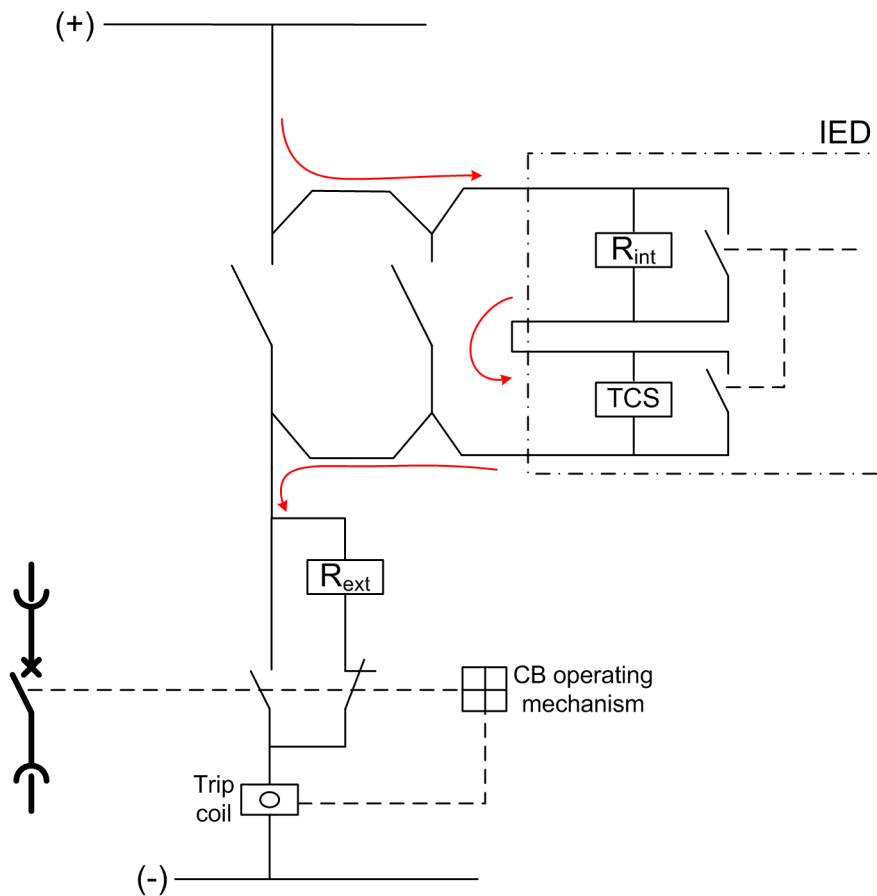 (+)
IED
Rint
TCS
Rext
CB operating
mechanism
Trip
coil
(-)